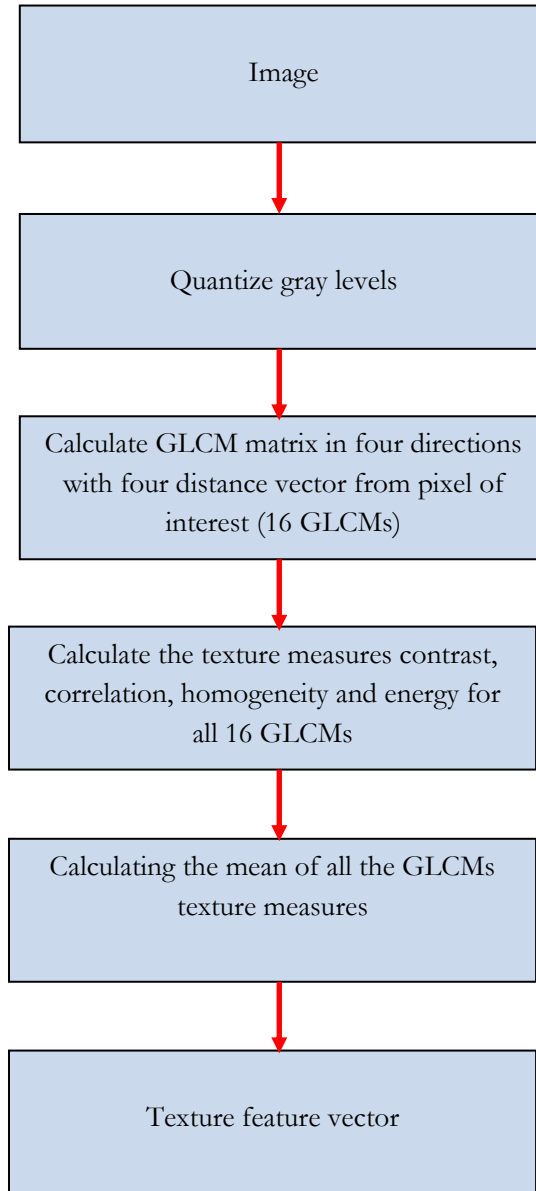 Image
Quantize gray levels
Calculate GLCM matrix in four directions
with four distance vector from pixel of
interest (16 GLCMs)
Calculate the texture measures contrast,
correlation, homogeneity and energy for
all 16 GLCMs
Calculating the mean of all the GLCMs
texture measures
Texture feature vector